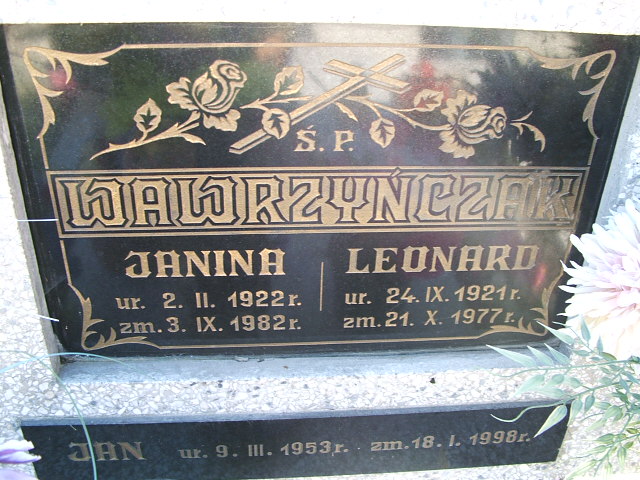 Ś. P.
WAWRZYŃCZAK
JANINA LEONARD
ur. 2. II. 1922 r. ur. 24. IX. 1921 r.
zm. 3. IX. 1982 r. zm. 21. X. 1977 r.
JAN ur. 9. III. 1953 r. zm. 18. I. 1998 r.